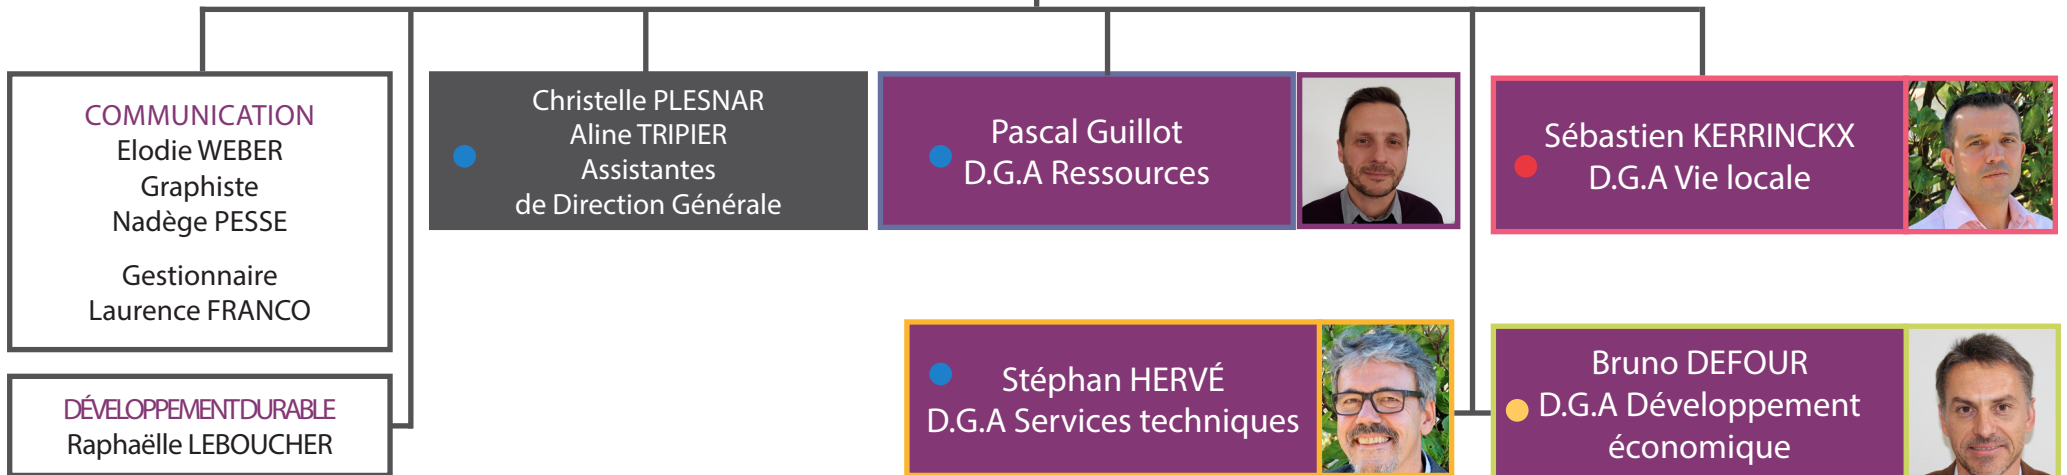 COMMUNICATION
Elodie WEBER
Graphiste
Nadège PESSE
Gestionnaire
Laurence FRANCO
DÉVELOPPEMENT DURABLE
Raphaëlle LEBOUCHER
Christelle PLESNAR
Aline TRIPIER
Assistantes
de Direction Générale
Pascal Guillot
D.G.A Ressources
Sébastien KERRINCKX
D.G.A Vie locale
Stéphan HERVÉ
D.G.A Services techniques
Bruno DEFOUR
D.G.A Développement
économique